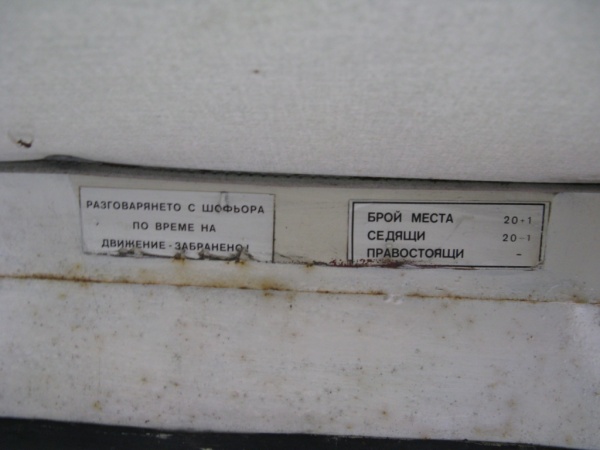 РАЗГОВАРЯНЕТО С ШОФЬОРА
ПО ВРЕМЕ НА
ДВИЖЕНИЕ - ЗАБРАНЕНО!
БРОЙ МЕСТА 20+1
СЕДЯЩИ 20+1
ПРАВОСТОЯЩИ -